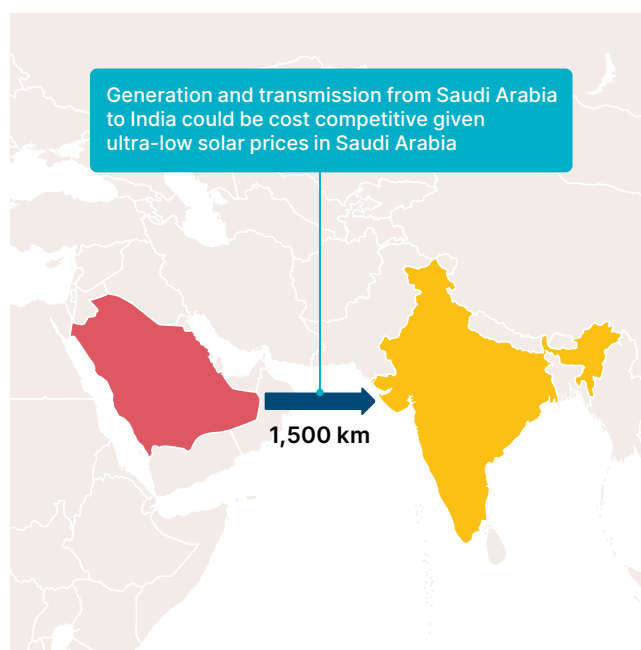 Generation and transmission from Saudi Arabia
to India could be cost competitive given
ultra-low solar prices in Saudi Arabia
1,500 km